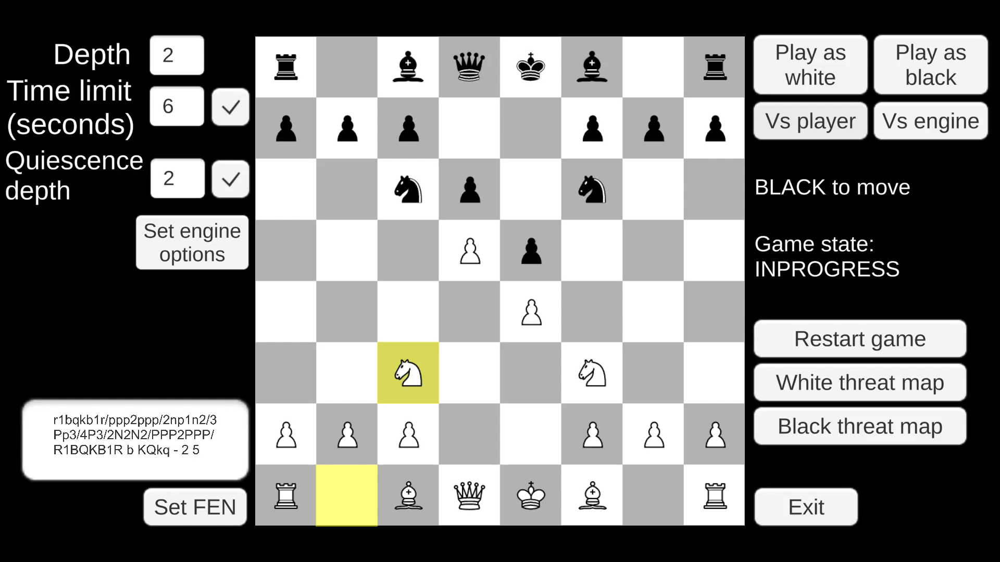 Depth
2
Time limit
(seconds)
6
Quiescence
depth
2
Set engine
options
r1bqkb1r/ppp2ppp/2np1n2/3
Pp3/4P3/2N2N2/PPP2PPP/
R1BQKB1R b KQkq - 2 5
Set FEN
Play as
white
Play as
black
Vs player
Vs engine
BLACK to move
Game state:
INPROGRESS
Restart game
White threat map
Black threat map
Exit